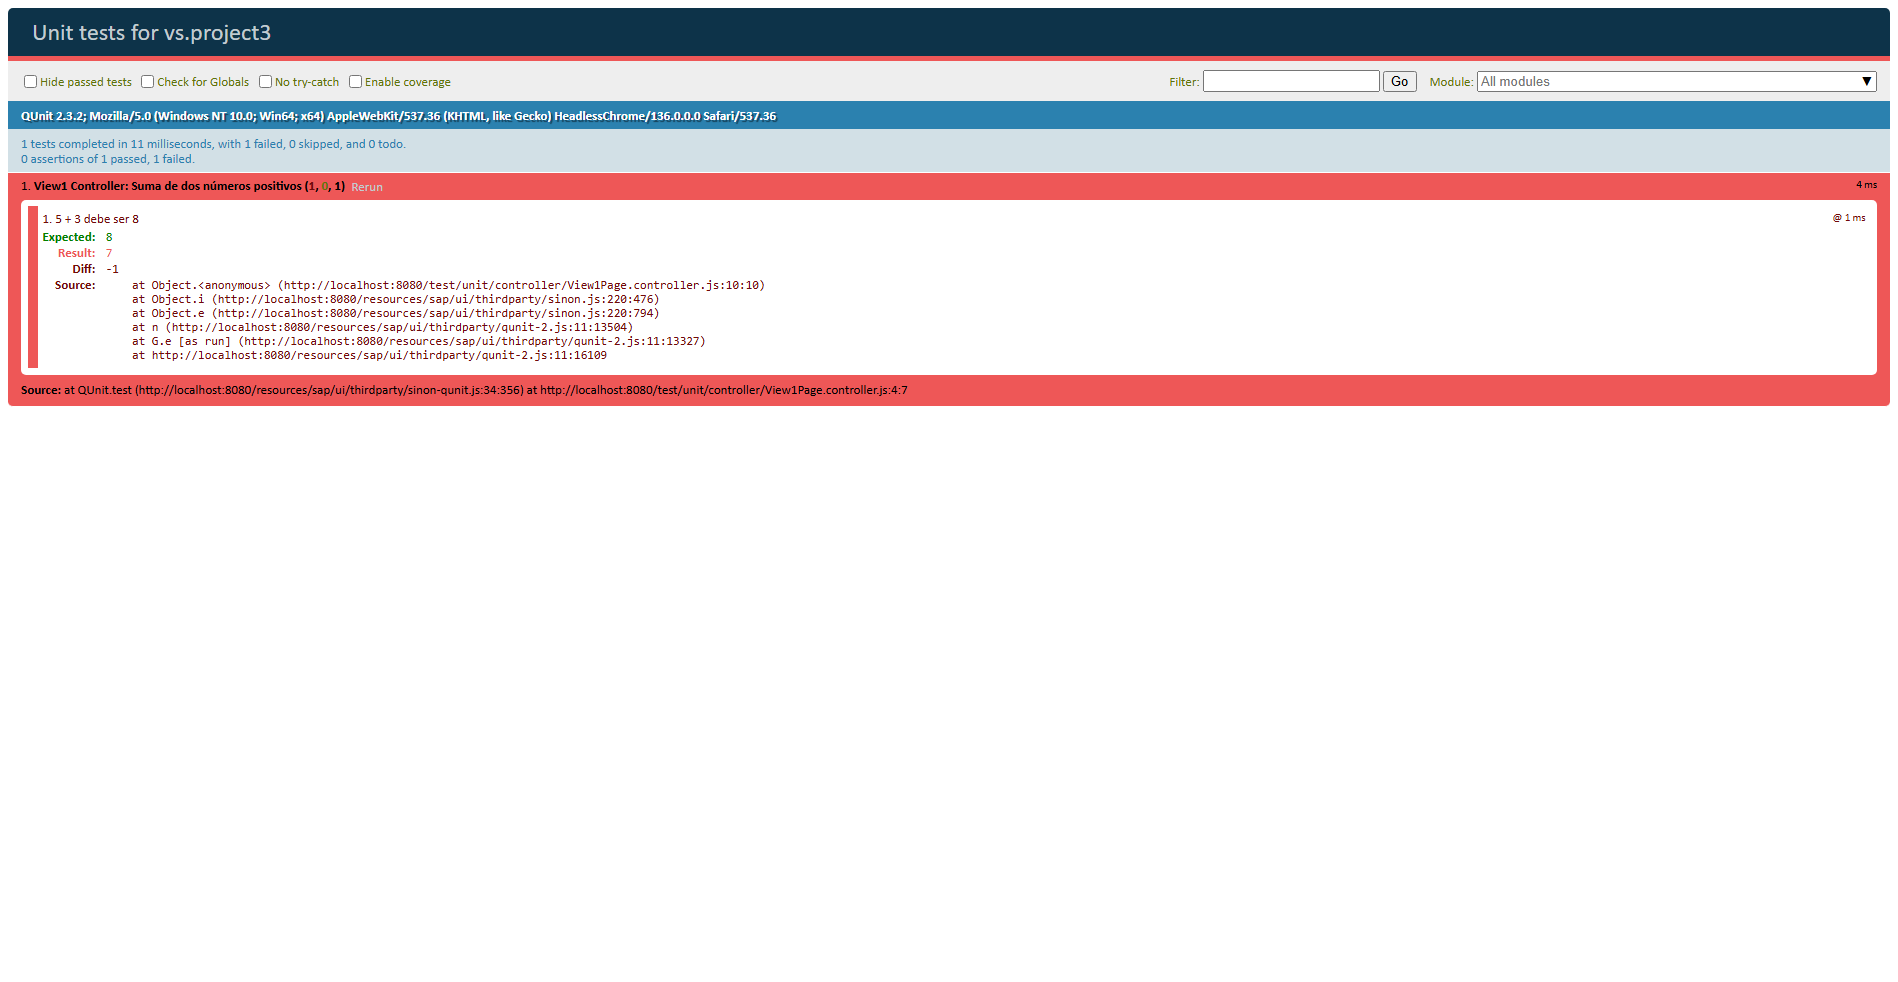 Unit tests for vs.project3
Hide passed tests Check for Globals No try-catch Enable coverage Filter: Go Module: All modules ▼
QUnit 2.3.2; Mozilla/5.0 (Windows NT 10.0; Win64; x64) AppleWebKit/537.36 (KHTML, like Gecko) HeadlessChrome/136.0.0.0 Safari/537.36
1 tests completed in 11 milliseconds, with 1 failed, 0 skipped, and 0 todo.
0 assertions of 1 passed, 1 failed.
1. View1 Controller: Suma de dos números positivos (1, 0, 1) Rerun 4 ms
1. 5 + 3 debe ser 8 @ 1 ms
Expected: 8
Result: 7
Diff: -1
Source: at Object.<anonymous> (http://localhost:8080/test/unit/controller/View1Page.controller.js:10:10)
at Object.i (http://localhost:8080/resources/sap/ui/thirdparty/sinon.js:220:476)
at Object.e (http://localhost:8080/resources/sap/ui/thirdparty/sinon.js:220:794)
at n (http://localhost:8080/resources/sap/ui/thirdparty/qunit-2.js:11:13504)
at G.e [as run] (http://localhost:8080/resources/sap/ui/thirdparty/qunit-2.js:11:13327)
at http://localhost:8080/resources/sap/ui/thirdparty/qunit-2.js:11:16109
Source: at QUnit.test (http://localhost:8080/resources/sap/ui/thirdparty/sinon-qunit.js:34:356) at http://localhost:8080/test/unit/controller/View1Page.controller.js:4:7